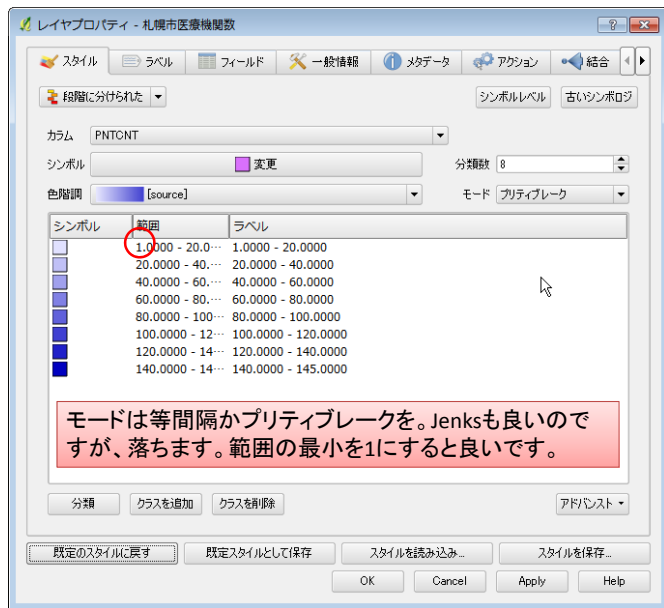 レイヤプロパティ - 札幌市医療機関数
スタイル ラベル フィールド 一般情報 メタデータ アクション 結合
段階に分けられた シンボルレベル 古いシンボロジ
カラム PNTCNT
シンボル 変更 分類数 8
色階調 [source] モード プリティブレーク
シンボル 範囲 ラベル
1.0000 - 20.0… 1.0000 - 20.0000
20.0000 - 40.… 20.0000 - 40.0000
40.0000 - 60.… 40.0000 - 60.0000
60.0000 - 80.… 60.0000 - 80.0000
80.0000 - 100… 80.0000 - 100.0000
100.0000 - 12… 100.0000 - 120.0000
120.0000 - 14… 120.0000 - 140.0000
140.0000 - 14… 140.0000 - 145.0000
モードは等間隔かプリティブレークを。Jenksも良いので
すが、落ちます。範囲の最小を1にすると良いです。
分類 クラスを追加 クラスを削除 アドバンスト
既定のスタイルに戻す 既定スタイルとして保存 スタイルを読み込み... スタイルを保存...
OK Cancel Apply Help